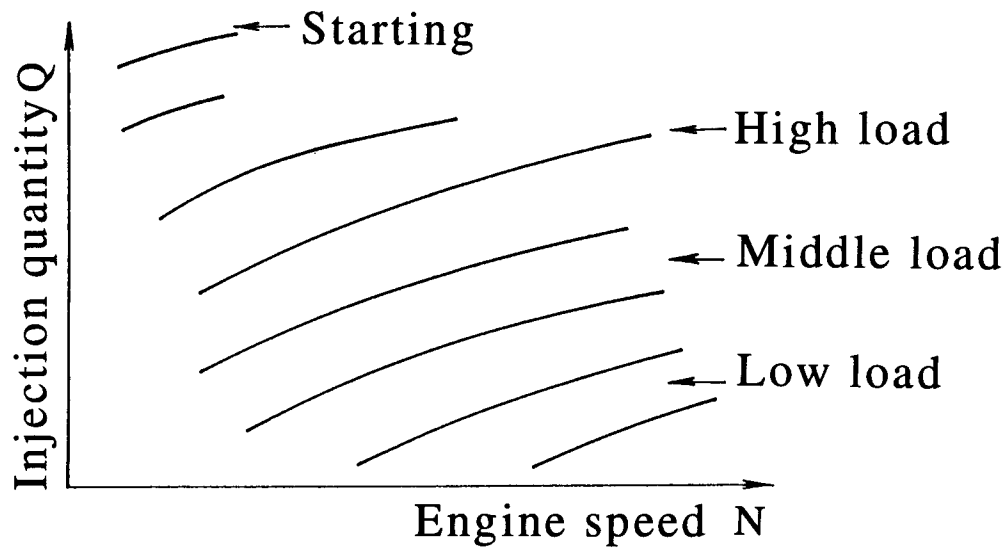 Starting
High load
Middle load
Low load
Injection quantity Q
Engine speed N